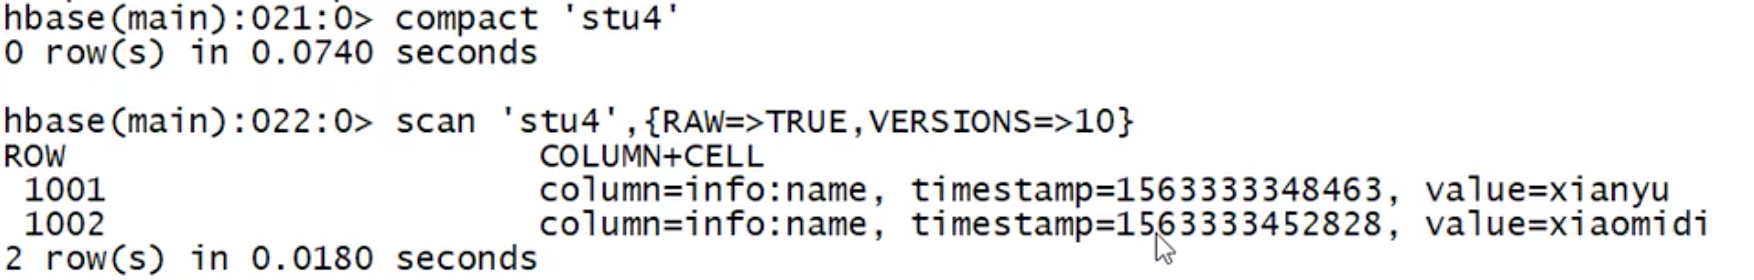 hbase(main):021:0> compact 'stu4'
0 row(s) in 0.0740 seconds
hbase(main):022:0> scan 'stu4',{RAW=>TRUE,VERSIONS=>10}
ROW COLUMN+CELL
1001 column=info:name, timestamp=1563333348463, value=xianyu
1002 column=info:name, timestamp=1563333452828, value=xiaomidi
2 row(s) in 0.0180 seconds